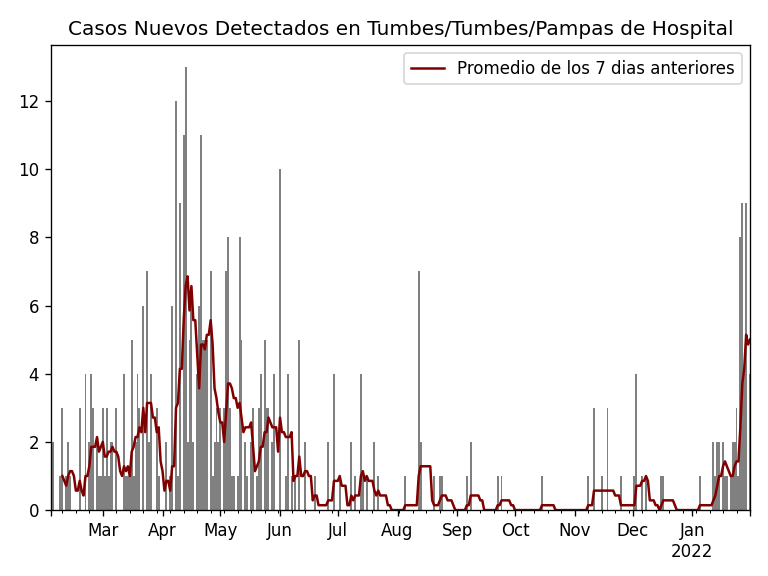 Casos Nuevos Detectados en Tumbes/Tumbes/Pampas de Hospital
Promedio de los 7 dias anteriores
12
10
8
6
4
2
0
Mar Apr May Jun Jul Aug Sep Oct Nov Dec Jan
2022